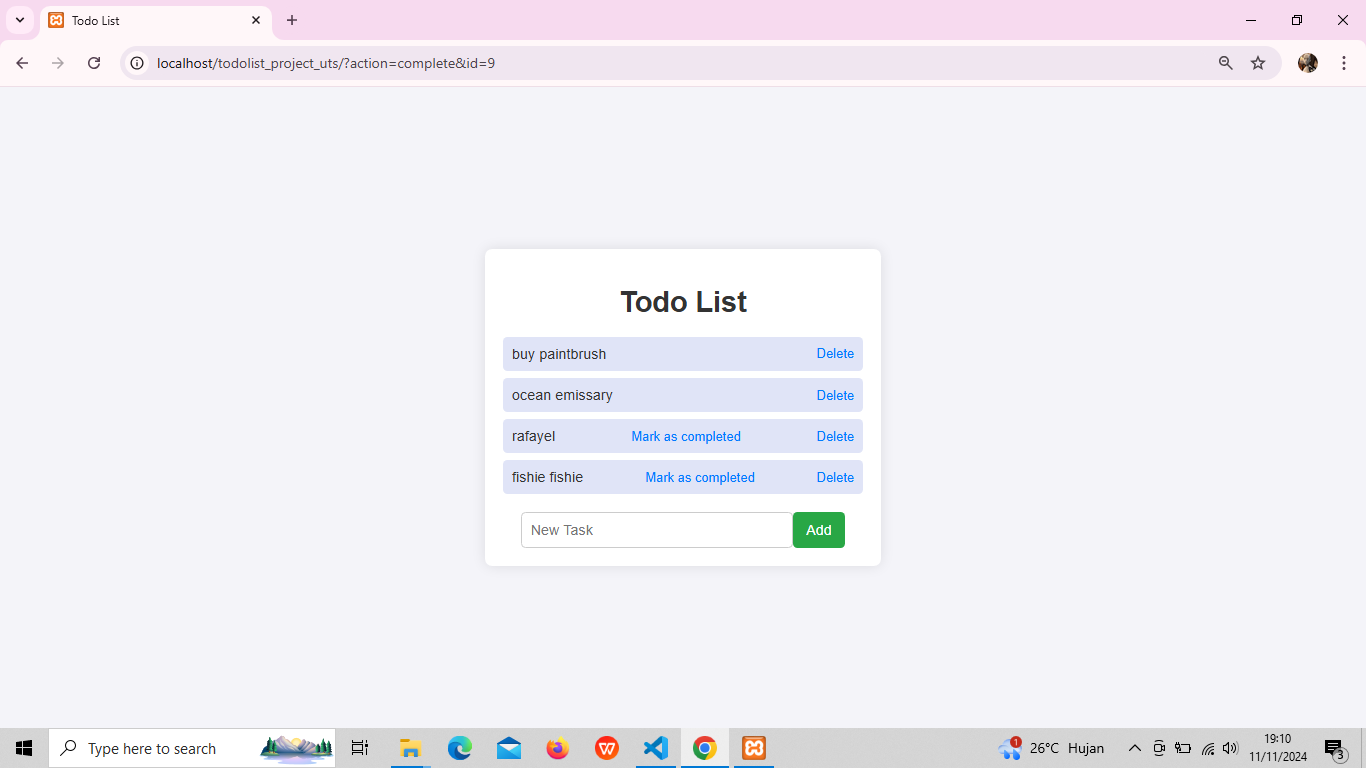 Todo List
localhost/todolist_project_uts/?action=complete&id=9
Todo List
buy paintbrush Delete
ocean emissary Delete
rafayel Mark as completed Delete
fishie fishie Mark as completed Delete
New Task Add
Type here to search 1 26°C Hujan 19:10
11/11/2024 3